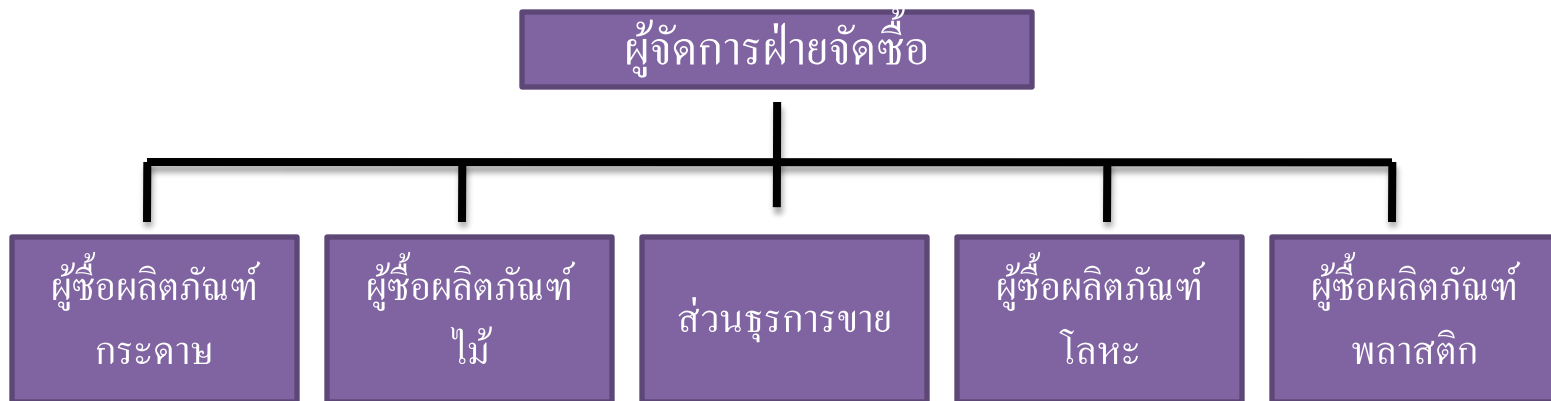 ผู้จัดการฝ่ายจัดซื้อ
ผู้ซื้อผลิตภัณฑ์
กระดาษ
ผู้ซื้อผลิตภัณฑ์
ไม้
ส่วนธุรการขาย
ผู้ซื้อผลิตภัณฑ์
โลหะ
ผู้ซื้อผลิตภัณฑ์
พลาสติก